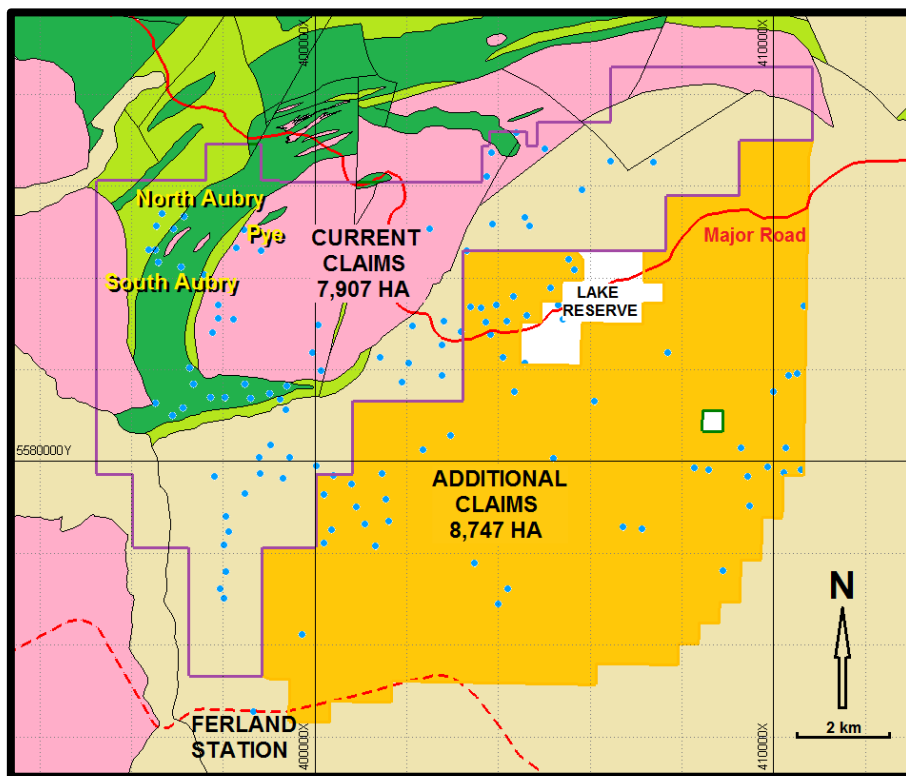 400000X
410000X
North Aubry
Pye
South Aubry
CURRENT
CLAIMS
7,907 HA
Major Road
LAKE
RESERVE
5580000Y
ADDITIONAL
CLAIMS
8,747 HA
N
2 km
FERLAND
STATION
400000X
410000X